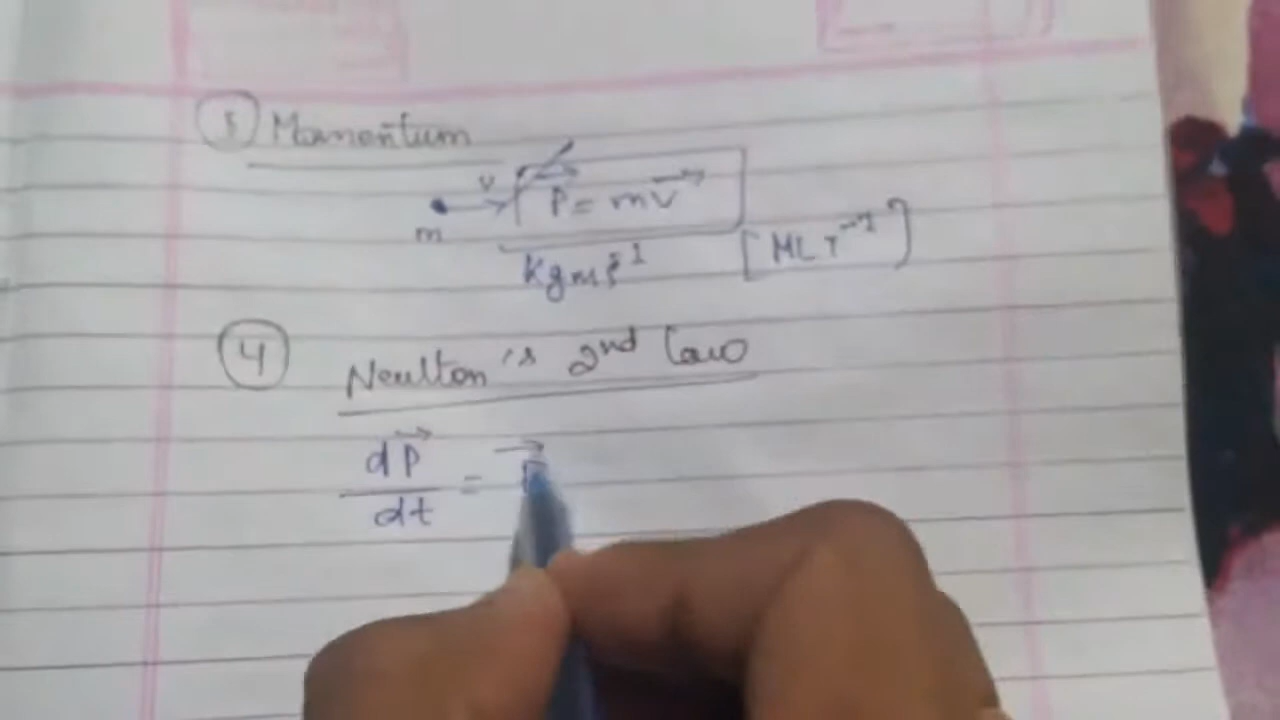 3 Momentum
v
m
P = mv
Kgms⁻¹ [MLT⁻¹]
4 Newton's 2nd Law
dP/dt = F